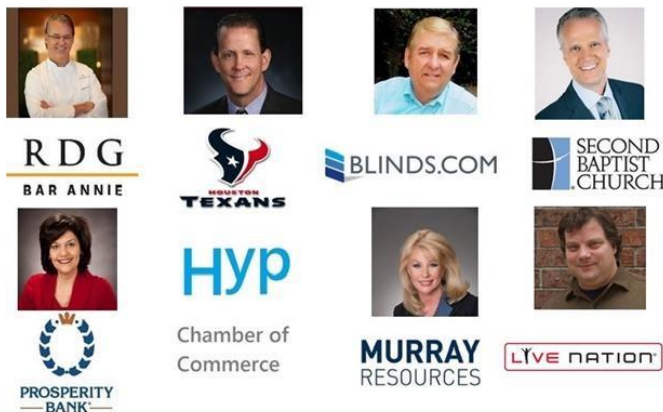 RDG
BAR ANNIE
HOUSTON
TEXANS
BLINDS.COM
SECOND
BAPTIST
CHURCH
PROSPERITY
BANK
Hyp
Chamber of
Commerce
MURRAY
RESOURCES
LIVE NATION